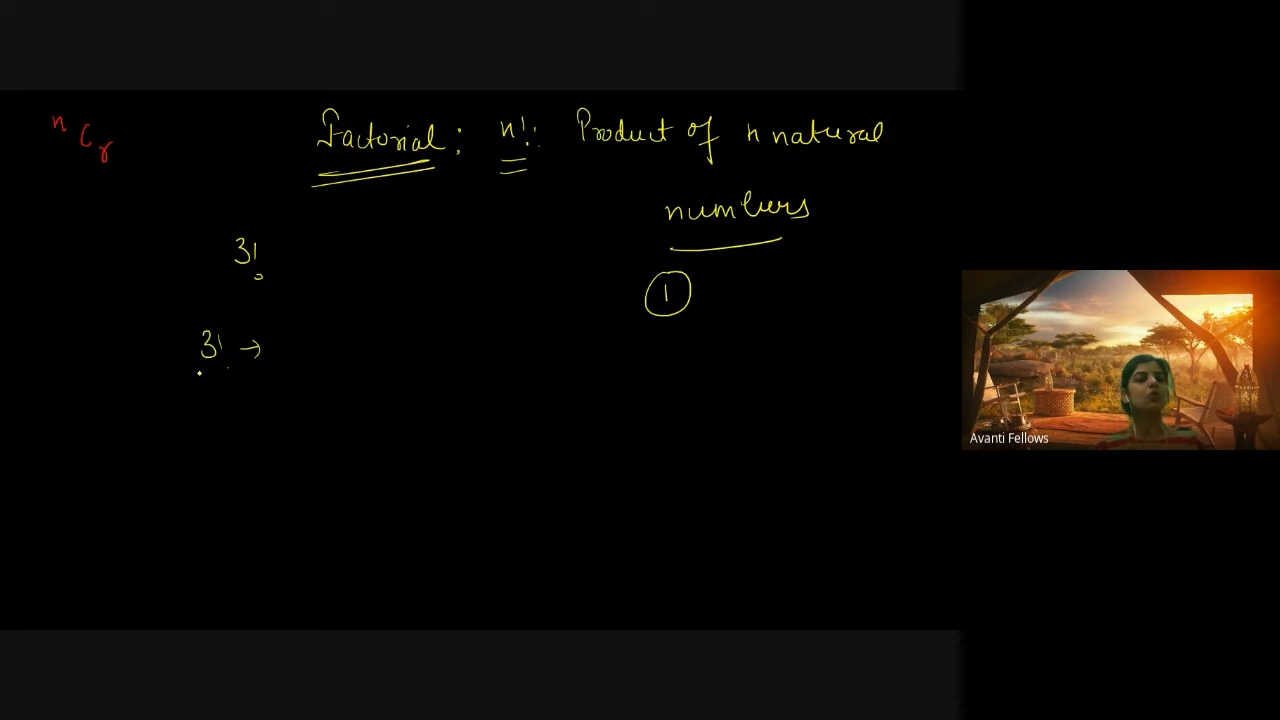 nCr
Factorial: n!: Product of n natural
numbers
3!
1
3! →
Avanti Fellows